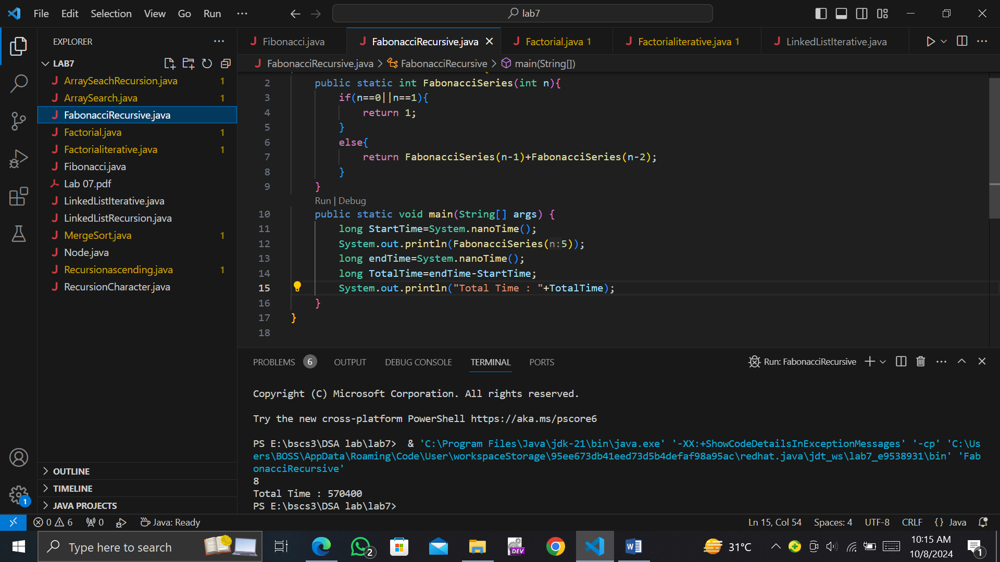 File Edit Selection View Go Run ··· lab7
EXPLORER
LAB7
ArraySeachRecursion.java 1
ArraySearch.java 1
FabonacciRecursive.java
Factorial.java 1
Factorialiterative.java 1
Fibonacci.java
Lab 07.pdf
LinkedListIterative.java
LinkedListRecursion.java
MergeSort.java 1
Node.java
Recursionascending.java 1
RecursionCharacter.java
OUTLINE
TIMELINE
JAVA PROJECTS
Fibonacci.java FabonacciRecursive.java Factorial.java 1 Factorialiterative.java 1 LinkedListIterative.java
FabonacciRecursive.java > FabonacciRecursive > main(String[])
2 public static int FabonacciSeries(int n){
3 if(n==0||n==1){
4 return 1;
5 }
6 else{
7 return FabonacciSeries(n-1)+FabonacciSeries(n-2);
8 }
9 }
Run | Debug
10 public static void main(String[] args) {
11 long StartTime=System.nanoTime();
12 System.out.println(FabonacciSeries(n:5));
13 long endTime=System.nanoTime();
14 long TotalTime=endTime-StartTime;
15 System.out.println("Total Time : "+TotalTime);
16 }
17 }
18
PROBLEMS 6 OUTPUT DEBUG CONSOLE TERMINAL PORTS Run: FabonacciRecursive
Copyright (C) Microsoft Corporation. All rights reserved.
Try the new cross-platform PowerShell https://aka.ms/pscore6
PS E:\bscs3\DSA lab\lab7>  & 'C:\Program Files\Java\jdk-21\bin\java.exe' '-XX:+ShowCodeDetailsInExceptionMessages' '-cp' 'C:\Us
ers\BOSS\AppData\Roaming\Code\User\workspaceStorage\95ee673db41eed73d5b4defaf98a95ac\redhat.java\jdt_ws\lab7_e9538931\bin' 'Fab
onacciRecursive'
8
Total Time : 570400
PS E:\bscs3\DSA lab\lab7>
1
0 6 0 Java: Ready Ln 15, Col 54 Spaces: 4 UTF-8 CRLF {} Java
Type here to search 2 DEV 31°C 10:15 AM
10/8/2024 1